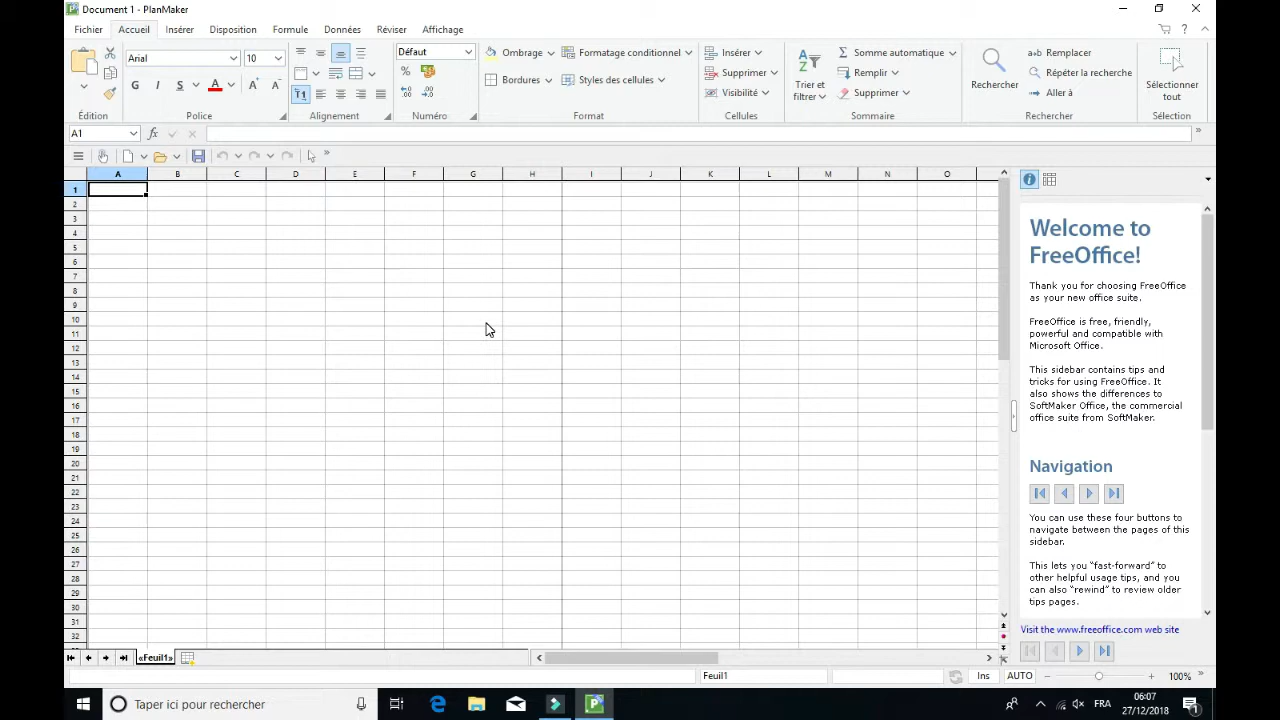 Document 1 - PlanMaker
Fichier Accueil Insérer Disposition Formule Données Réviser Affichage
Arial 10 Défaut Ombrage Formatage conditionnel Insérer Somme automatique Remplacer
Bordures Styles des cellules Supprimer Trier et filtrer Remplir Rechercher Répéter la recherche Sélectionner tout
G I S A A A T1 % Visibilité Supprimer Aller à
Édition Police Alignement Numéro Format Cellules Sommaire Rechercher Sélection
A1 fx
A B C D E F G H I J K L M N O
1
2
3
4
5
6
7
8
9
10
11
12
13
14
15
16
17
18
19
20
21
22
23
24
25
26
27
28
29
30
31
32
Welcome to
FreeOffice!
Thank you for choosing FreeOffice
as your new office suite.
FreeOffice is free, friendly,
powerful and compatible with
Microsoft Office.
This sidebar contains tips and
tricks for using FreeOffice. It
also shows the differences to
SoftMaker Office, the commercial
office suite from SoftMaker.
Navigation
You can use these four buttons to
navigate between the pages of this
sidebar.
This lets you “fast-forward” to
other helpful usage tips, and you
can also “rewind” to review older
tips pages.
Visit the www.freeoffice.com web site
«Feuil1»
Feuil1 Ins AUTO 100%
Taper ici pour rechercher FRA 06:07
27/12/2018 1